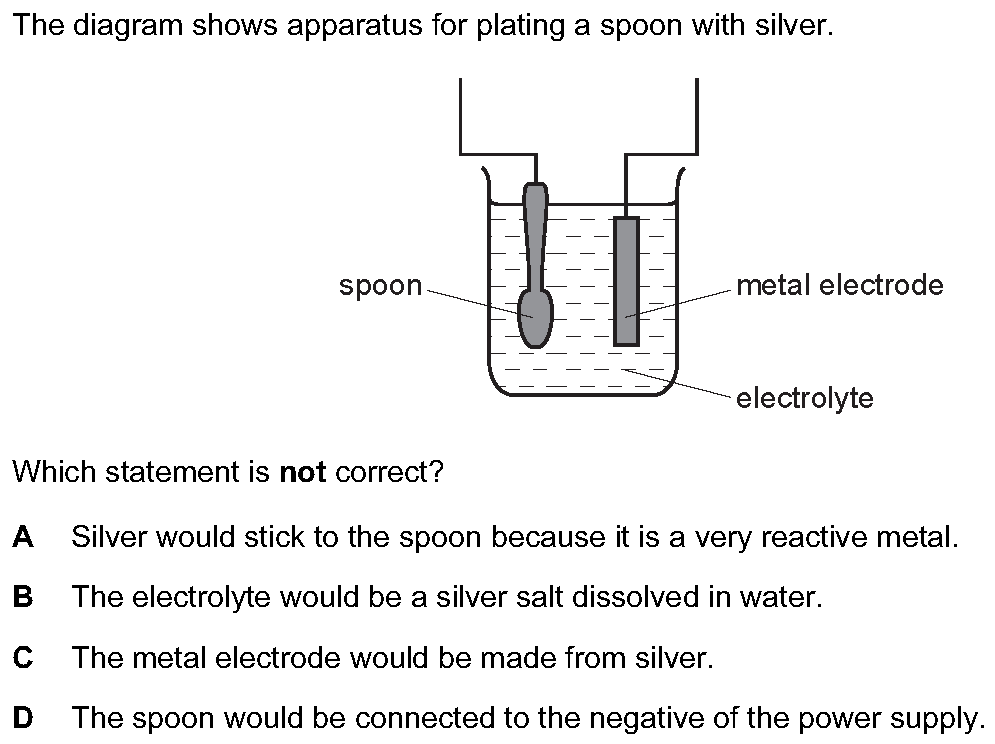 The diagram shows apparatus for plating a spoon with silver.
spoon
metal electrode
electrolyte
Which statement is not correct?
A Silver would stick to the spoon because it is a very reactive metal.
B The electrolyte would be a silver salt dissolved in water.
C The metal electrode would be made from silver.
D The spoon would be connected to the negative of the power supply.